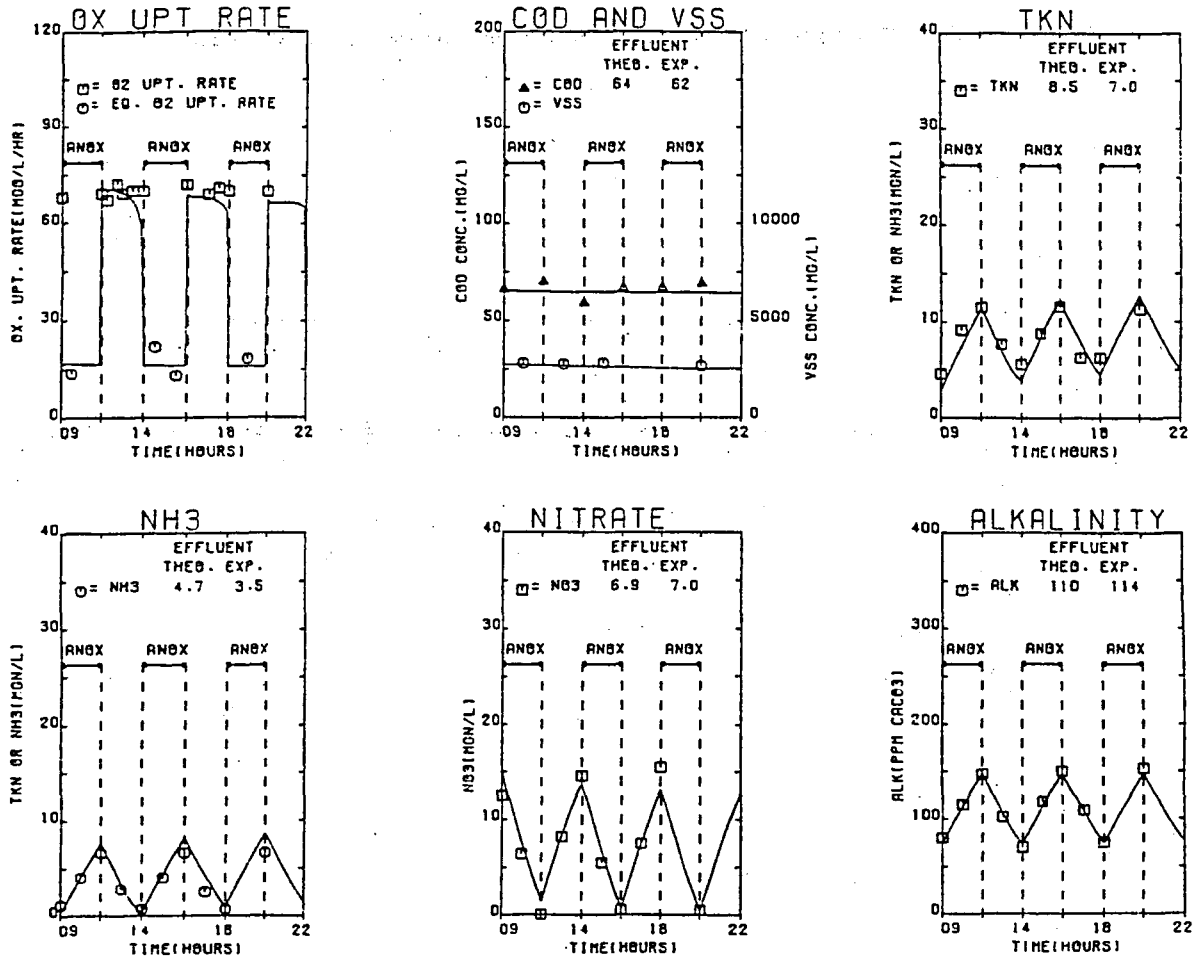 OX UPT RATE
120
90
60
30
0
□= O2 UPT. RATE
○= EQ. O2 UPT. RATE
ANOX ANOX ANOX
OX. UPT. RATE(MGO/L/HR)
09 14 18 22
TIME(HOURS)
COD AND VSS
200
150
100
50
0
EFFLUENT
THEO. EXP.
▲= COD 64 62
○= VSS
ANOX ANOX ANOX
COD CONC.(MG/L)
10000
5000
0
VSS CONC.(MG/L)
09 14 18 22
TIME(HOURS)
TKN
40
30
20
10
0
EFFLUENT
THEO. EXP.
□= TKN 8.5 7.0
ANOX ANOX ANOX
TKN OR NH3(MGN/L)
09 14 18 22
TIME(HOURS)
NH3
40
30
20
10
0
EFFLUENT
THEO. EXP.
○= NH3 4.7 3.5
ANOX ANOX ANOX
TKN OR NH3(MGN/L)
09 14 18 22
TIME(HOURS)
NITRATE
40
30
20
10
0
EFFLUENT
THEO. EXP.
□= NO3 6.9 7.0
ANOX ANOX ANOX
NO3(MGN/L)
09 14 18 22
TIME(HOURS)
ALKALINITY
400
300
200
100
0
EFFLUENT
THEO. EXP.
□= ALK 110 114
ANOX ANOX ANOX
ALK(PPM CACO3)
09 14 18 22
TIME(HOURS)